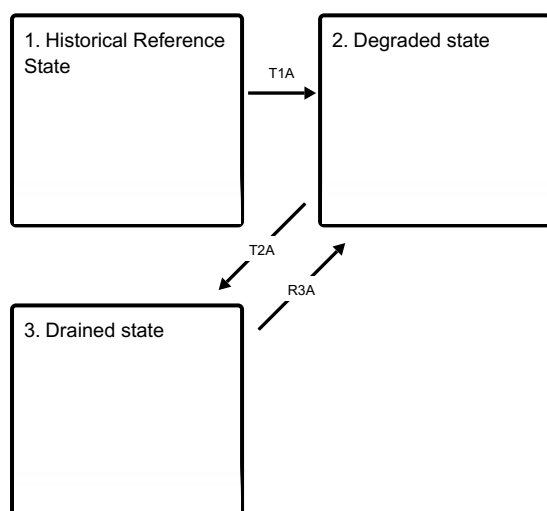 1. Historical Reference
State
2. Degraded state
T1A
T2A
R3A
3. Drained state